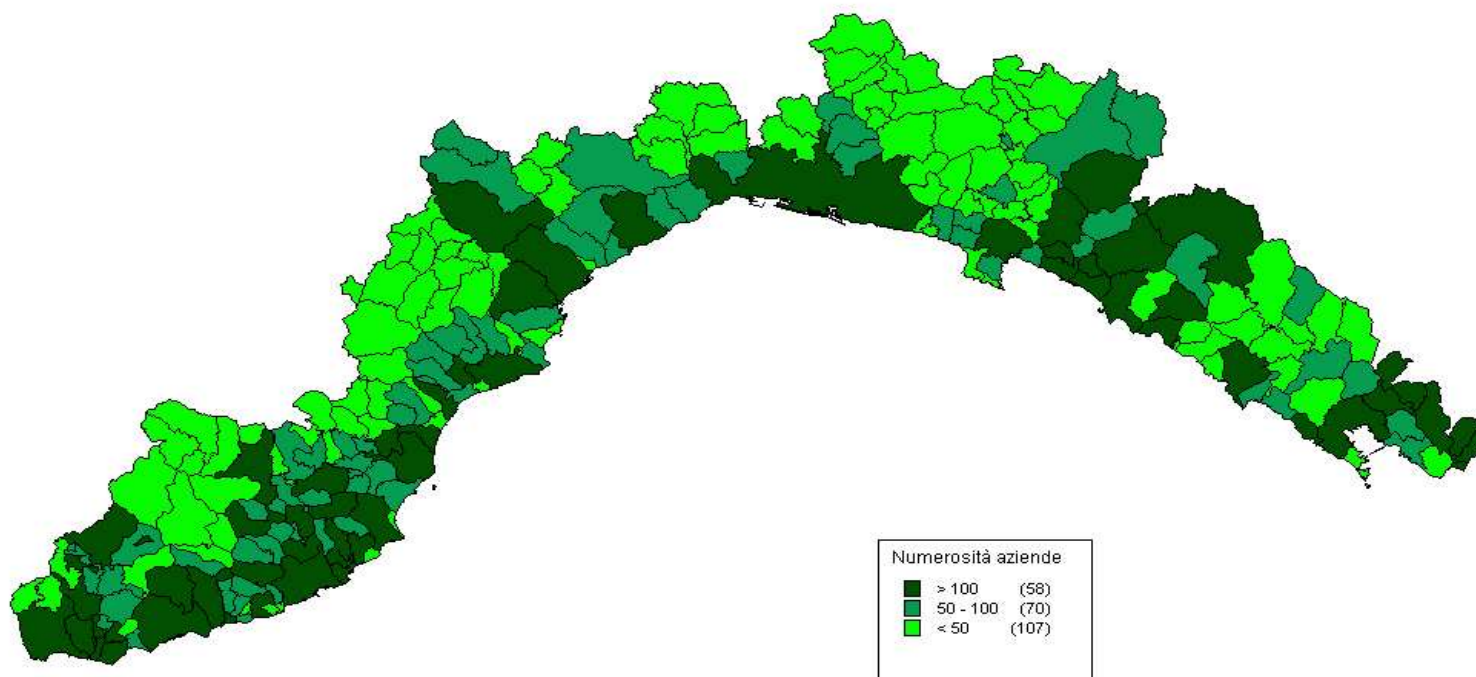 Numerosità aziende
> 100 (58)
50 - 100 (70)
< 50 (107)